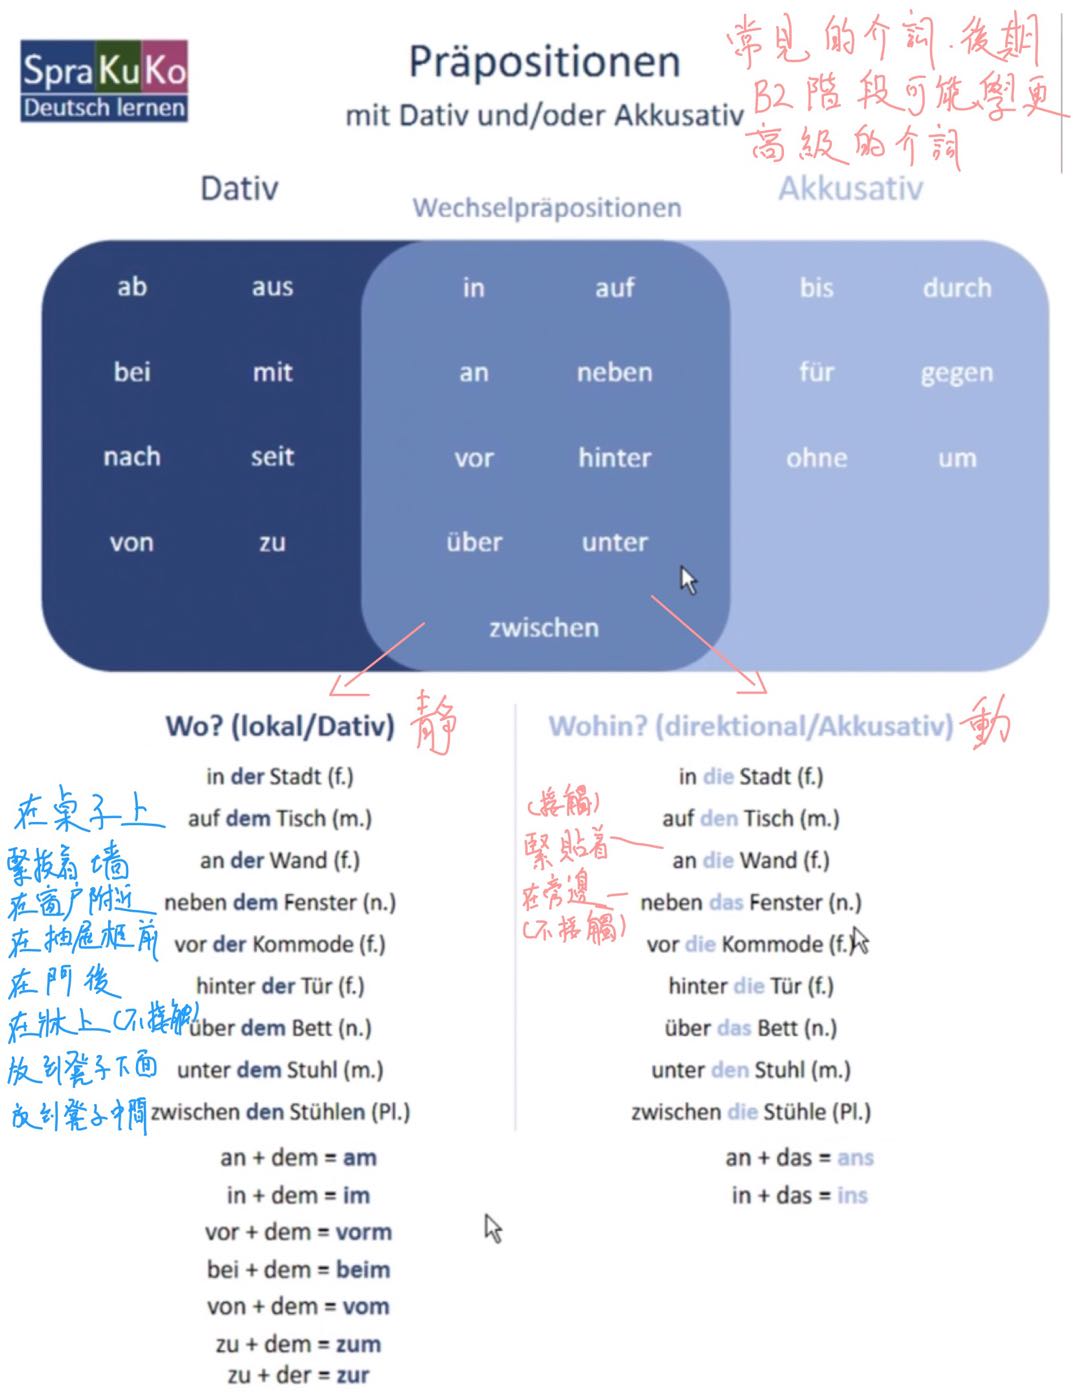 SpraKuKo
Deutsch lernen
Präpositionen
mit Dativ und/oder Akkusativ
常見的介詞.後期
B2階段可能學更
高級的介詞
Dativ
Wechselpräpositionen
Akkusativ
ab aus in auf bis durch
bei mit an neben für gegen
nach seit vor hinter ohne um
von zu über unter
zwischen
Wo? (lokal/Dativ) 靜
in der Stadt (f.)
在桌子上 auf dem Tisch (m.)
緊挨着墙 an der Wand (f.)
在窗户附近 neben dem Fenster (n.)
在抽屉柜前 vor der Kommode (f.)
在門後 hinter der Tür (f.)
在牀上(不接觸) über dem Bett (n.)
放到凳子下面 unter dem Stuhl (m.)
放到凳子中間 zwischen den Stühlen (Pl.)
an + dem = am
in + dem = im
vor + dem = vorm
bei + dem = beim
von + dem = vom
zu + dem = zum
zu + der = zur
Wohin? (direktional/Akkusativ) 動
in die Stadt (f.)
(接觸) auf den Tisch (m.)
緊貼着 an die Wand (f.)
在旁邊 neben das Fenster (n.)
(不接觸) vor die Kommode (f.)
hinter die Tür (f.)
über das Bett (n.)
unter den Stuhl (m.)
zwischen die Stühle (Pl.)
an + das = ans
in + das = ins